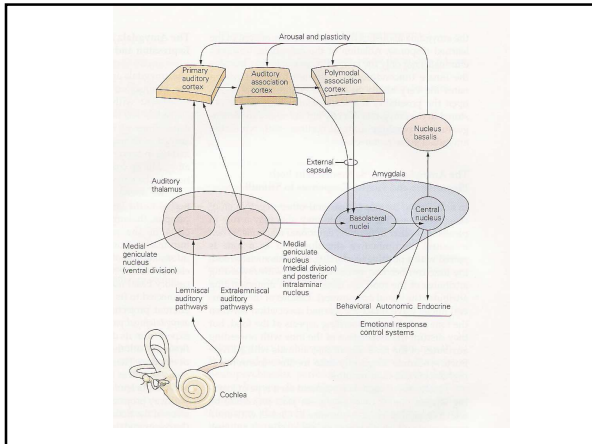 Arousal and plasticity
Primary
auditory
cortex
Auditory
association
cortex
Polymodal
association
cortex
Nucleus
basalis
External
capsule
Amygdala
Auditory
thalamus
Basolateral
nuclei
Central
nucleus
Medial
geniculate
nucleus
(ventral division)
Medial
geniculate
nucleus
(medial division)
and posterior
intralaminar
nucleus
Lemniscal
auditory
pathways
Extralemniscal
auditory
pathways
Behavioral Autonomic Endocrine
Emotional response
control systems
Cochlea